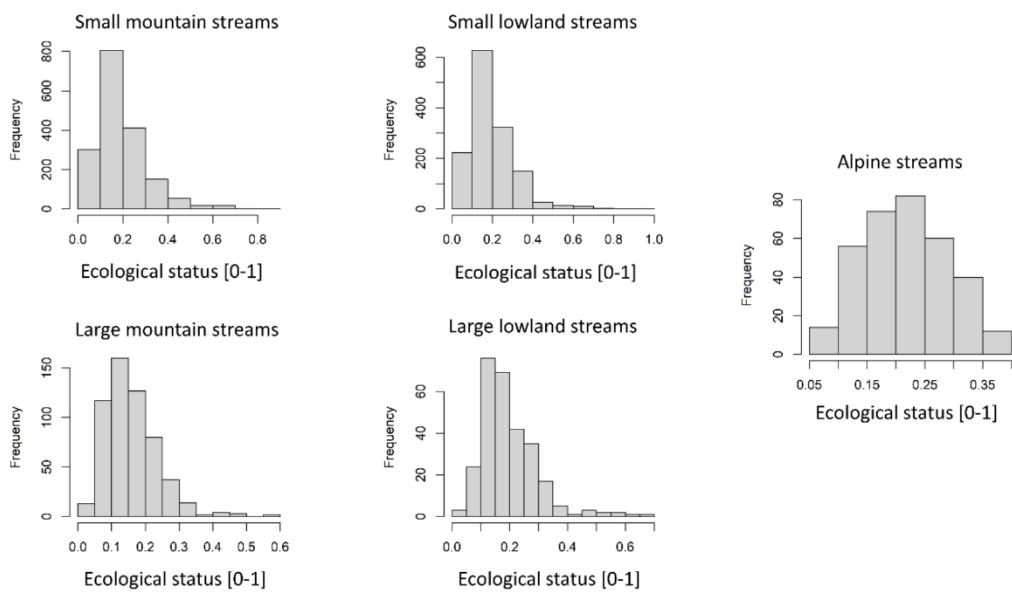 Small mountain streams
Frequency
0 200 400 600 800
0.0 0.2 0.4 0.6 0.8
Ecological status [0-1]
Small lowland streams
Frequency
0 200 400 600
0.0 0.2 0.4 0.6 0.8 1.0
Ecological status [0-1]
Alpine streams
Frequency
0 20 40 60 80
0.05 0.15 0.25 0.35
Ecological status [0-1]
Large mountain streams
Frequency
0 50 100 150
0.0 0.1 0.2 0.3 0.4 0.5 0.6
Ecological status [0-1]
Large lowland streams
Frequency
0 20 40 60
0.0 0.2 0.4 0.6
Ecological status [0-1]